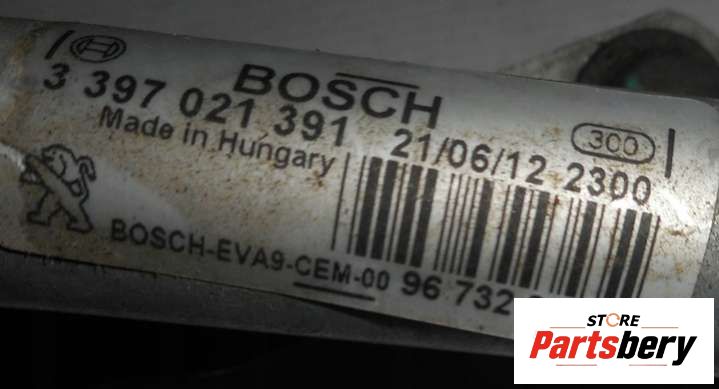 BOSCH
3 397 021 391
Made in Hungary
21/06/12 2300
300
BOSCH-EVA9-CEM-00
96 732
STORE
Partsbery